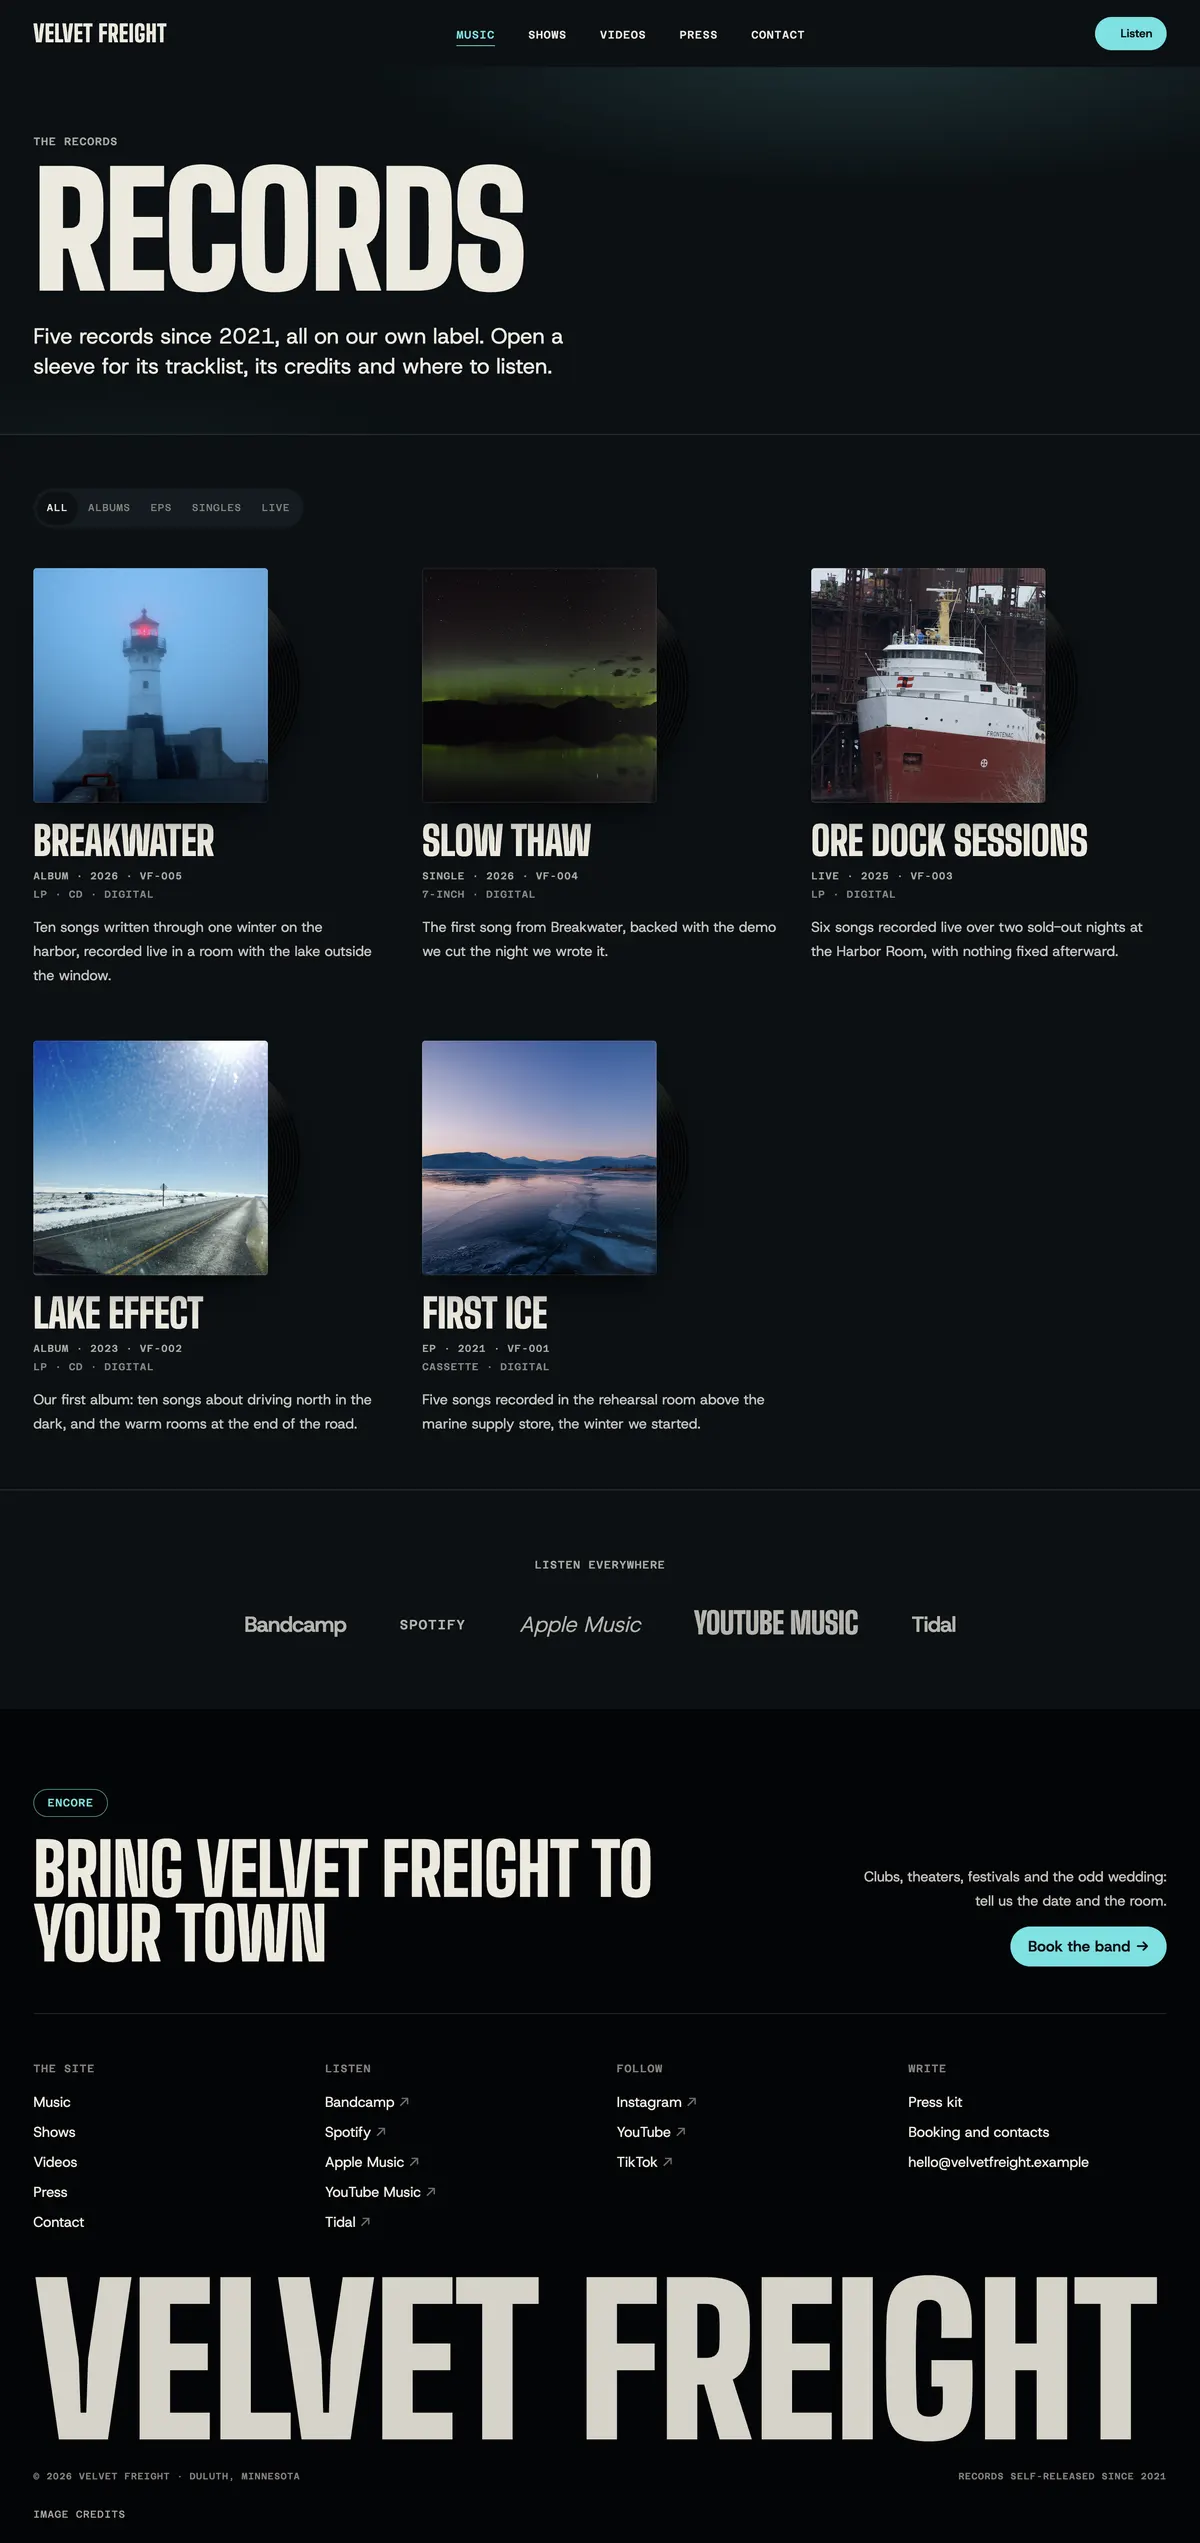 VELVET FREIGHT
MUSIC SHOWS VIDEOS PRESS CONTACT
Listen
THE RECORDS
RECORDS
Five records since 2021, all on our own label. Open a
sleeve for its tracklist, its credits and where to listen.
ALL ALBUMS EPS SINGLES LIVE
FRONTENAC
BREAKWATER
ALBUM · 2026 · VF-005
LP · CD · DIGITAL
Ten songs written through one winter on the
harbor, recorded live in a room with the lake outside
the window.
SLOW THAW
SINGLE · 2026 · VF-004
7-INCH · DIGITAL
The first song from Breakwater, backed with the demo
we cut the night we wrote it.
ORE DOCK SESSIONS
LIVE · 2025 · VF-003
LP · DIGITAL
Six songs recorded live over two sold-out nights at
the Harbor Room, with nothing fixed afterward.
LAKE EFFECT
ALBUM · 2023 · VF-002
LP · CD · DIGITAL
Our first album: ten songs about driving north in the
dark, and the warm rooms at the end of the road.
FIRST ICE
EP · 2021 · VF-001
CASSETTE · DIGITAL
Five songs recorded in the rehearsal room above the
marine supply store, the winter we started.
LISTEN EVERYWHERE
Bandcamp SPOTIFY Apple Music YOUTUBE MUSIC Tidal
ENCORE
BRING VELVET FREIGHT TO
YOUR TOWN
Clubs, theaters, festivals and the odd wedding:
tell us the date and the room.
Book the band →
THE SITE
Music
Shows
Videos
Press
Contact
LISTEN
Bandcamp ↗
Spotify ↗
Apple Music ↗
YouTube Music ↗
Tidal ↗
FOLLOW
Instagram ↗
YouTube ↗
TikTok ↗
WRITE
Press kit
Booking and contacts
hello@velvetfreight.example
VELVET FREIGHT
© 2026 VELVET FREIGHT · DULUTH, MINNESOTA
RECORDS SELF-RELEASED SINCE 2021
IMAGE CREDITS